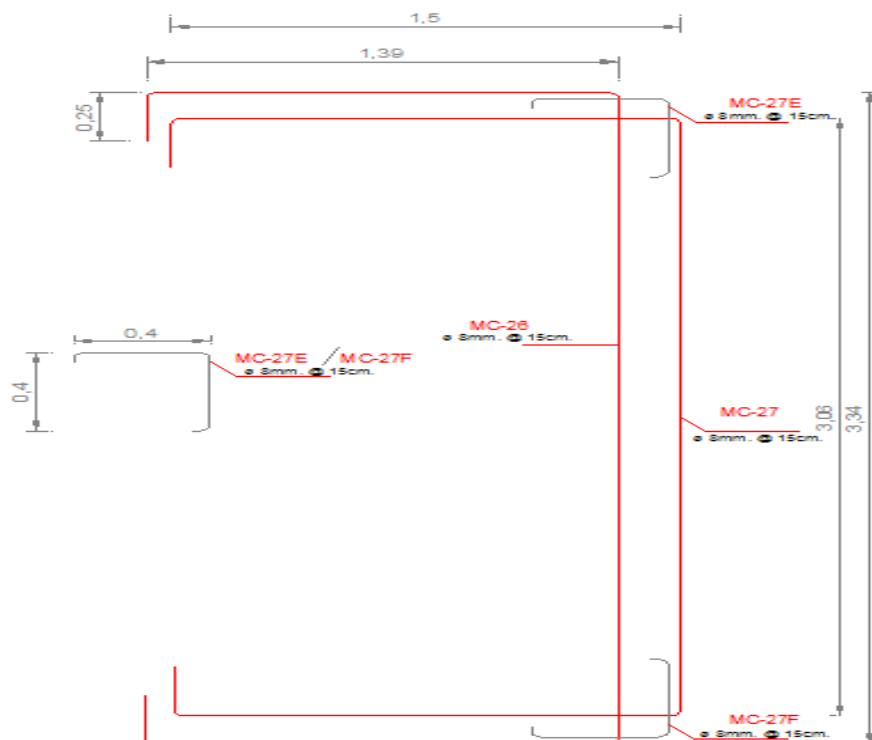 1,5
1,39
0,25
MC-27E
ø 8mm. @ 15cm.
0,4
MC-26
ø 8mm. @ 15cm.
MC-27E / MC-27F
ø 8mm. @ 15cm.
0,4
MC-27
ø 8mm. @ 15cm.
3,06
3,34
MC-27F
ø 8mm. @ 15cm.